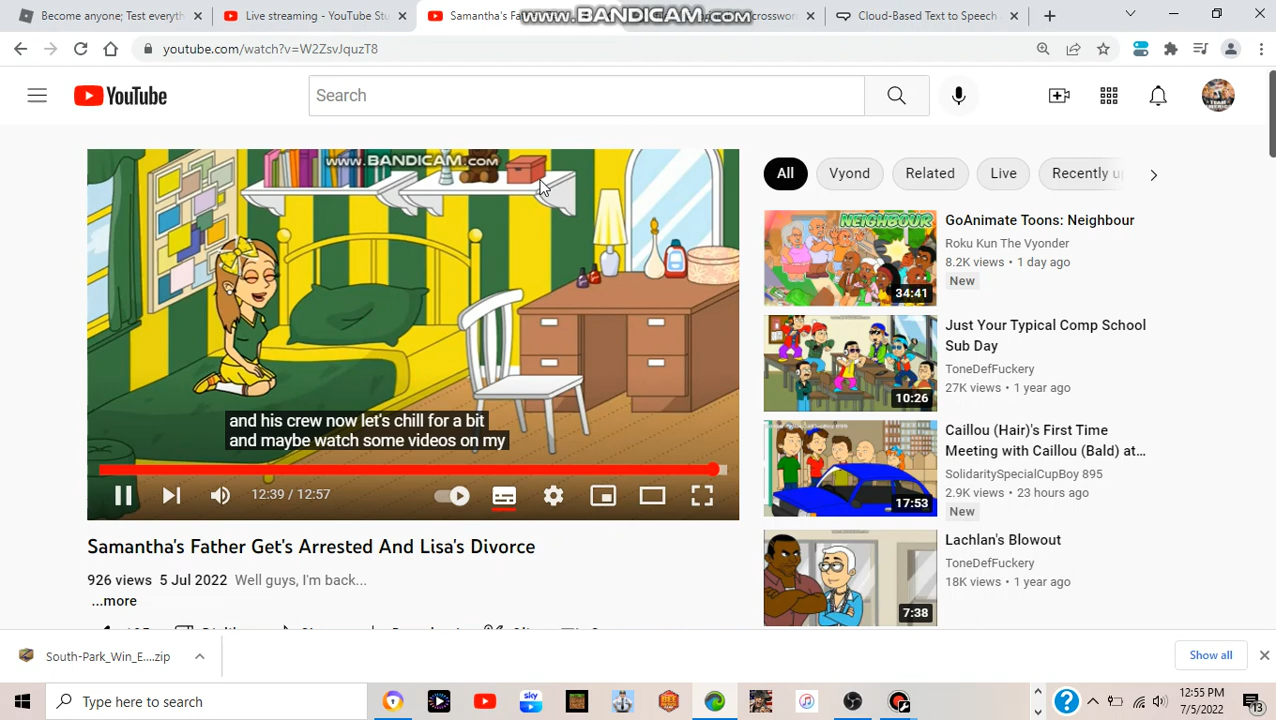 Become anyone: Test everyth
Live streaming - YouTube Stu
Samantha's Fa
WWW.BANDICAM.COM
rossword
Cloud-Based Text to Speech
youtube.com/watch?v=W2ZsvJquzT8
YouTube
Search
WWW.BANDICAM.COM
and his crew now let's chill for a bit
and maybe watch some videos on my
12:39 / 12:57
Samantha's Father Get's Arrested And Lisa's Divorce
926 views 5 Jul 2022 Well guys, I'm back...
...more
All Vyond Related Live Recently u
NEIGHBOUR
34:41
GoAnimate Toons: Neighbour
Roku Kun The Vyonder
8.2K views • 1 day ago
New
10:26
Just Your Typical Comp School
Sub Day
ToneDefFuckery
27K views • 1 year ago
17:53
Caillou (Hair)'s First Time
Meeting with Caillou (Bald) at...
SolidaritySpecialCupBoy 895
2.9K views • 23 hours ago
New
7:38
Lachlan's Blowout
ToneDefFuckery
18K views • 1 year ago
South-Park_Win_E....zip
Show all
Type here to search
sky
12:55 PM
7/5/2022
13